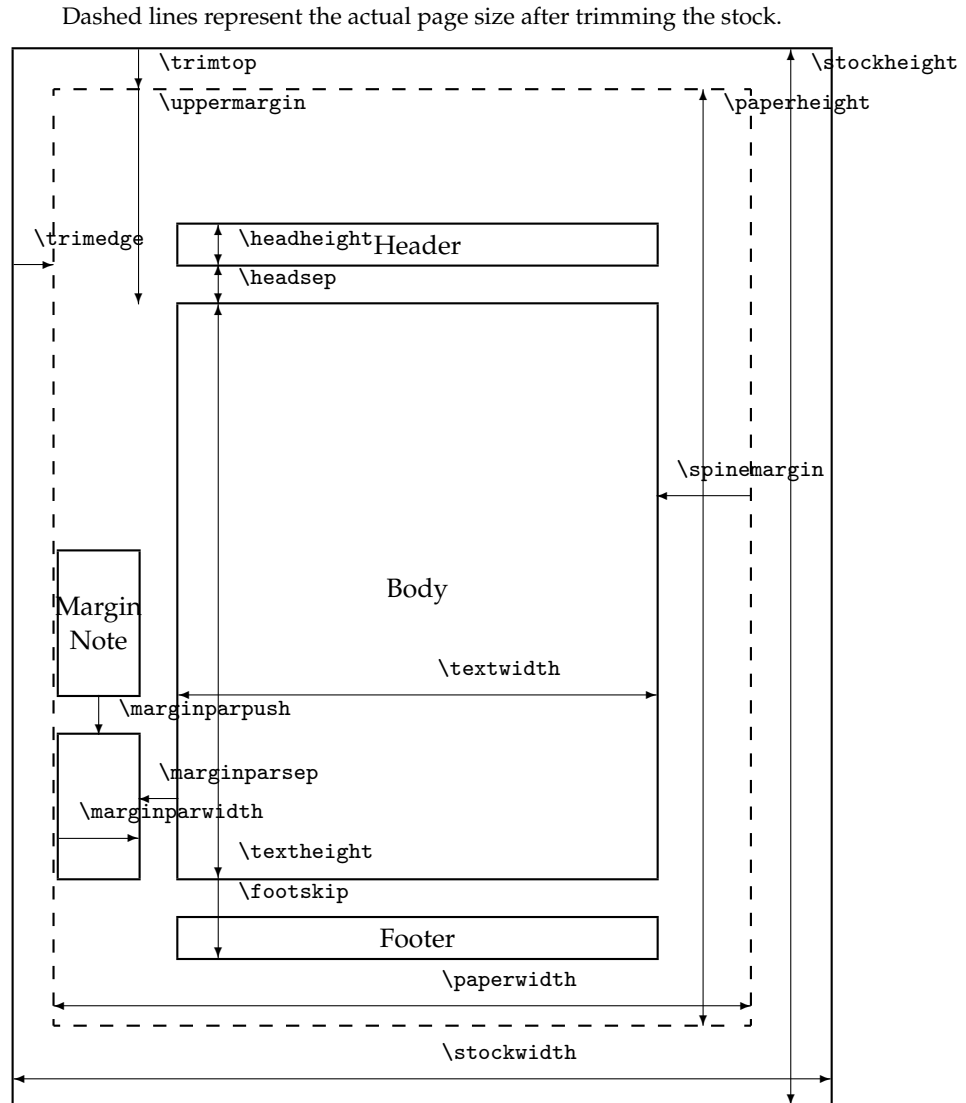 Dashed lines represent the actual page size after trimming the stock.
\trimtop
\stockheight
\uppermargin
\paperheight
\trimedge
\headheight
Header
\headsep
\spinemargin
Body
Margin
Note
\textwidth
\marginparpush
\marginparsep
\marginparwidth
\textheight
\footskip
Footer
\paperwidth
\stockwidth